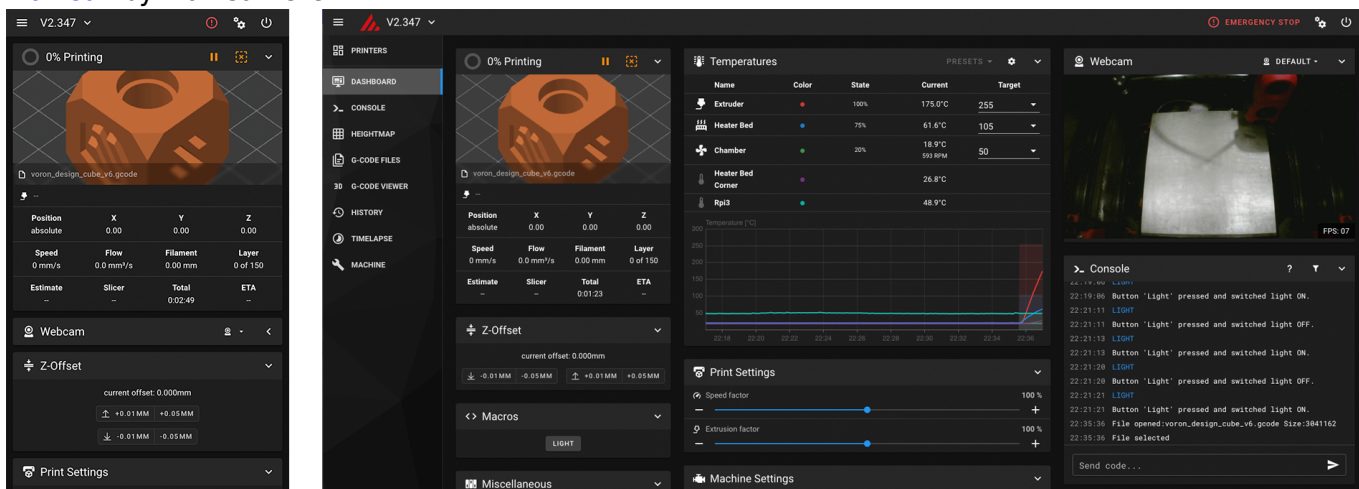 V2.347
0% Printing
voron_design_cube_v6.gcode
--
Position X Y Z
absolute 0.00 0.00 0.00
Speed Flow Filament Layer
0 mm/s 0.0 mm³/s 0.00 mm 0 of 150
Estimate Slicer Total ETA
-- -- 0:02:49 --
Webcam
Z-Offset
current offset: 0.000mm
+0.01MM +0.05MM
-0.01MM -0.05MM
Print Settings
V2.347
EMERGENCY STOP
PRINTERS
DASHBOARD
CONSOLE
HEIGHTMAP
G-CODE FILES
3D G-CODE VIEWER
HISTORY
TIMELAPSE
MACHINE
0% Printing
voron_design_cube_v6.gcode
--
Position X Y Z
absolute 0.00 0.00 0.00
Speed Flow Filament Layer
0 mm/s 0.0 mm³/s 0.00 mm 0 of 150
Estimate Slicer Total ETA
-- -- 0:01:23 --
Z-Offset
current offset: 0.000mm
-0.01MM -0.05MM +0.01MM +0.05MM
Macros
LIGHT
Miscellaneous
Temperatures PRESETS
Name Color State Current Target
Extruder 100% 175.0°C 255
Heater Bed 75% 61.6°C 105
Chamber 20% 18.9°C 50
593 RPM
Heater Bed
Corner 26.8°C
Rpi3 48.9°C
Temperature [°C]
300
250
200
150
100
50
22:18 22:20 22:22 22:24 22:26 22:28 22:30 22:32 22:34 22:36
Print Settings
Speed factor 100 %
Extrusion factor 100 %
Machine Settings
Webcam DEFAULT
FPS: 07
Console
22:19:06 LIGHT
22:19:06 Button 'Light' pressed and switched light ON.
22:21:11 LIGHT
22:21:11 Button 'Light' pressed and switched light OFF.
22:21:13 LIGHT
22:21:13 Button 'Light' pressed and switched light ON.
22:21:20 LIGHT
22:21:20 Button 'Light' pressed and switched light OFF.
22:21:21 LIGHT
22:21:21 Button 'Light' pressed and switched light ON.
22:35:36 File opened:voron_design_cube_v6.gcode Size:3041162
22:35:36 File selected
Send code...